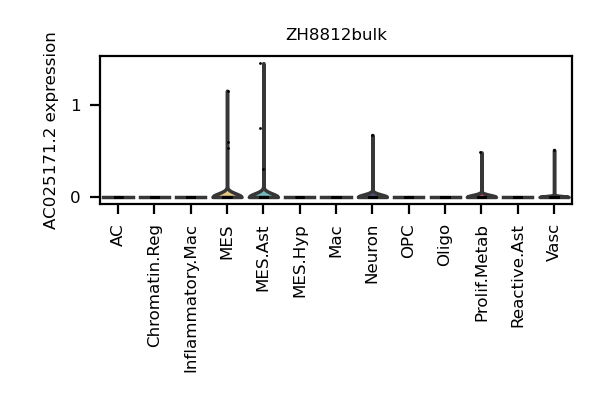 ZH8812bulk
AC025171.2 expression
1
0
AC
Chromatin.Reg
Inflammatory.Mac
MES
MES.Ast
MES.Hyp
Mac
Neuron
OPC
Oligo
Prolif.Metab
Reactive.Ast
Vasc